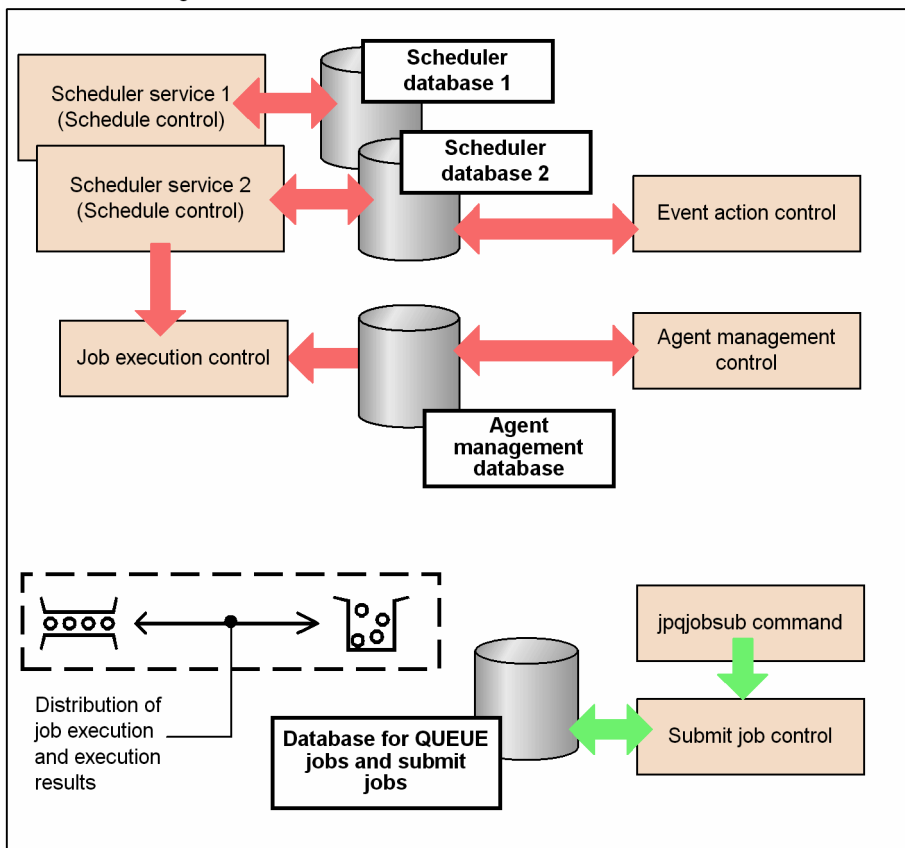 Scheduler
database 1
Scheduler service 1
(Schedule control)
Scheduler
database 2
Scheduler service 2
(Schedule control)
Event action control
Job execution control
Agent management
control
Agent
management
database
jpqjobsub command
Distribution of
job execution
and execution
results
Database for QUEUE
jobs and submit
jobs
Submit job control